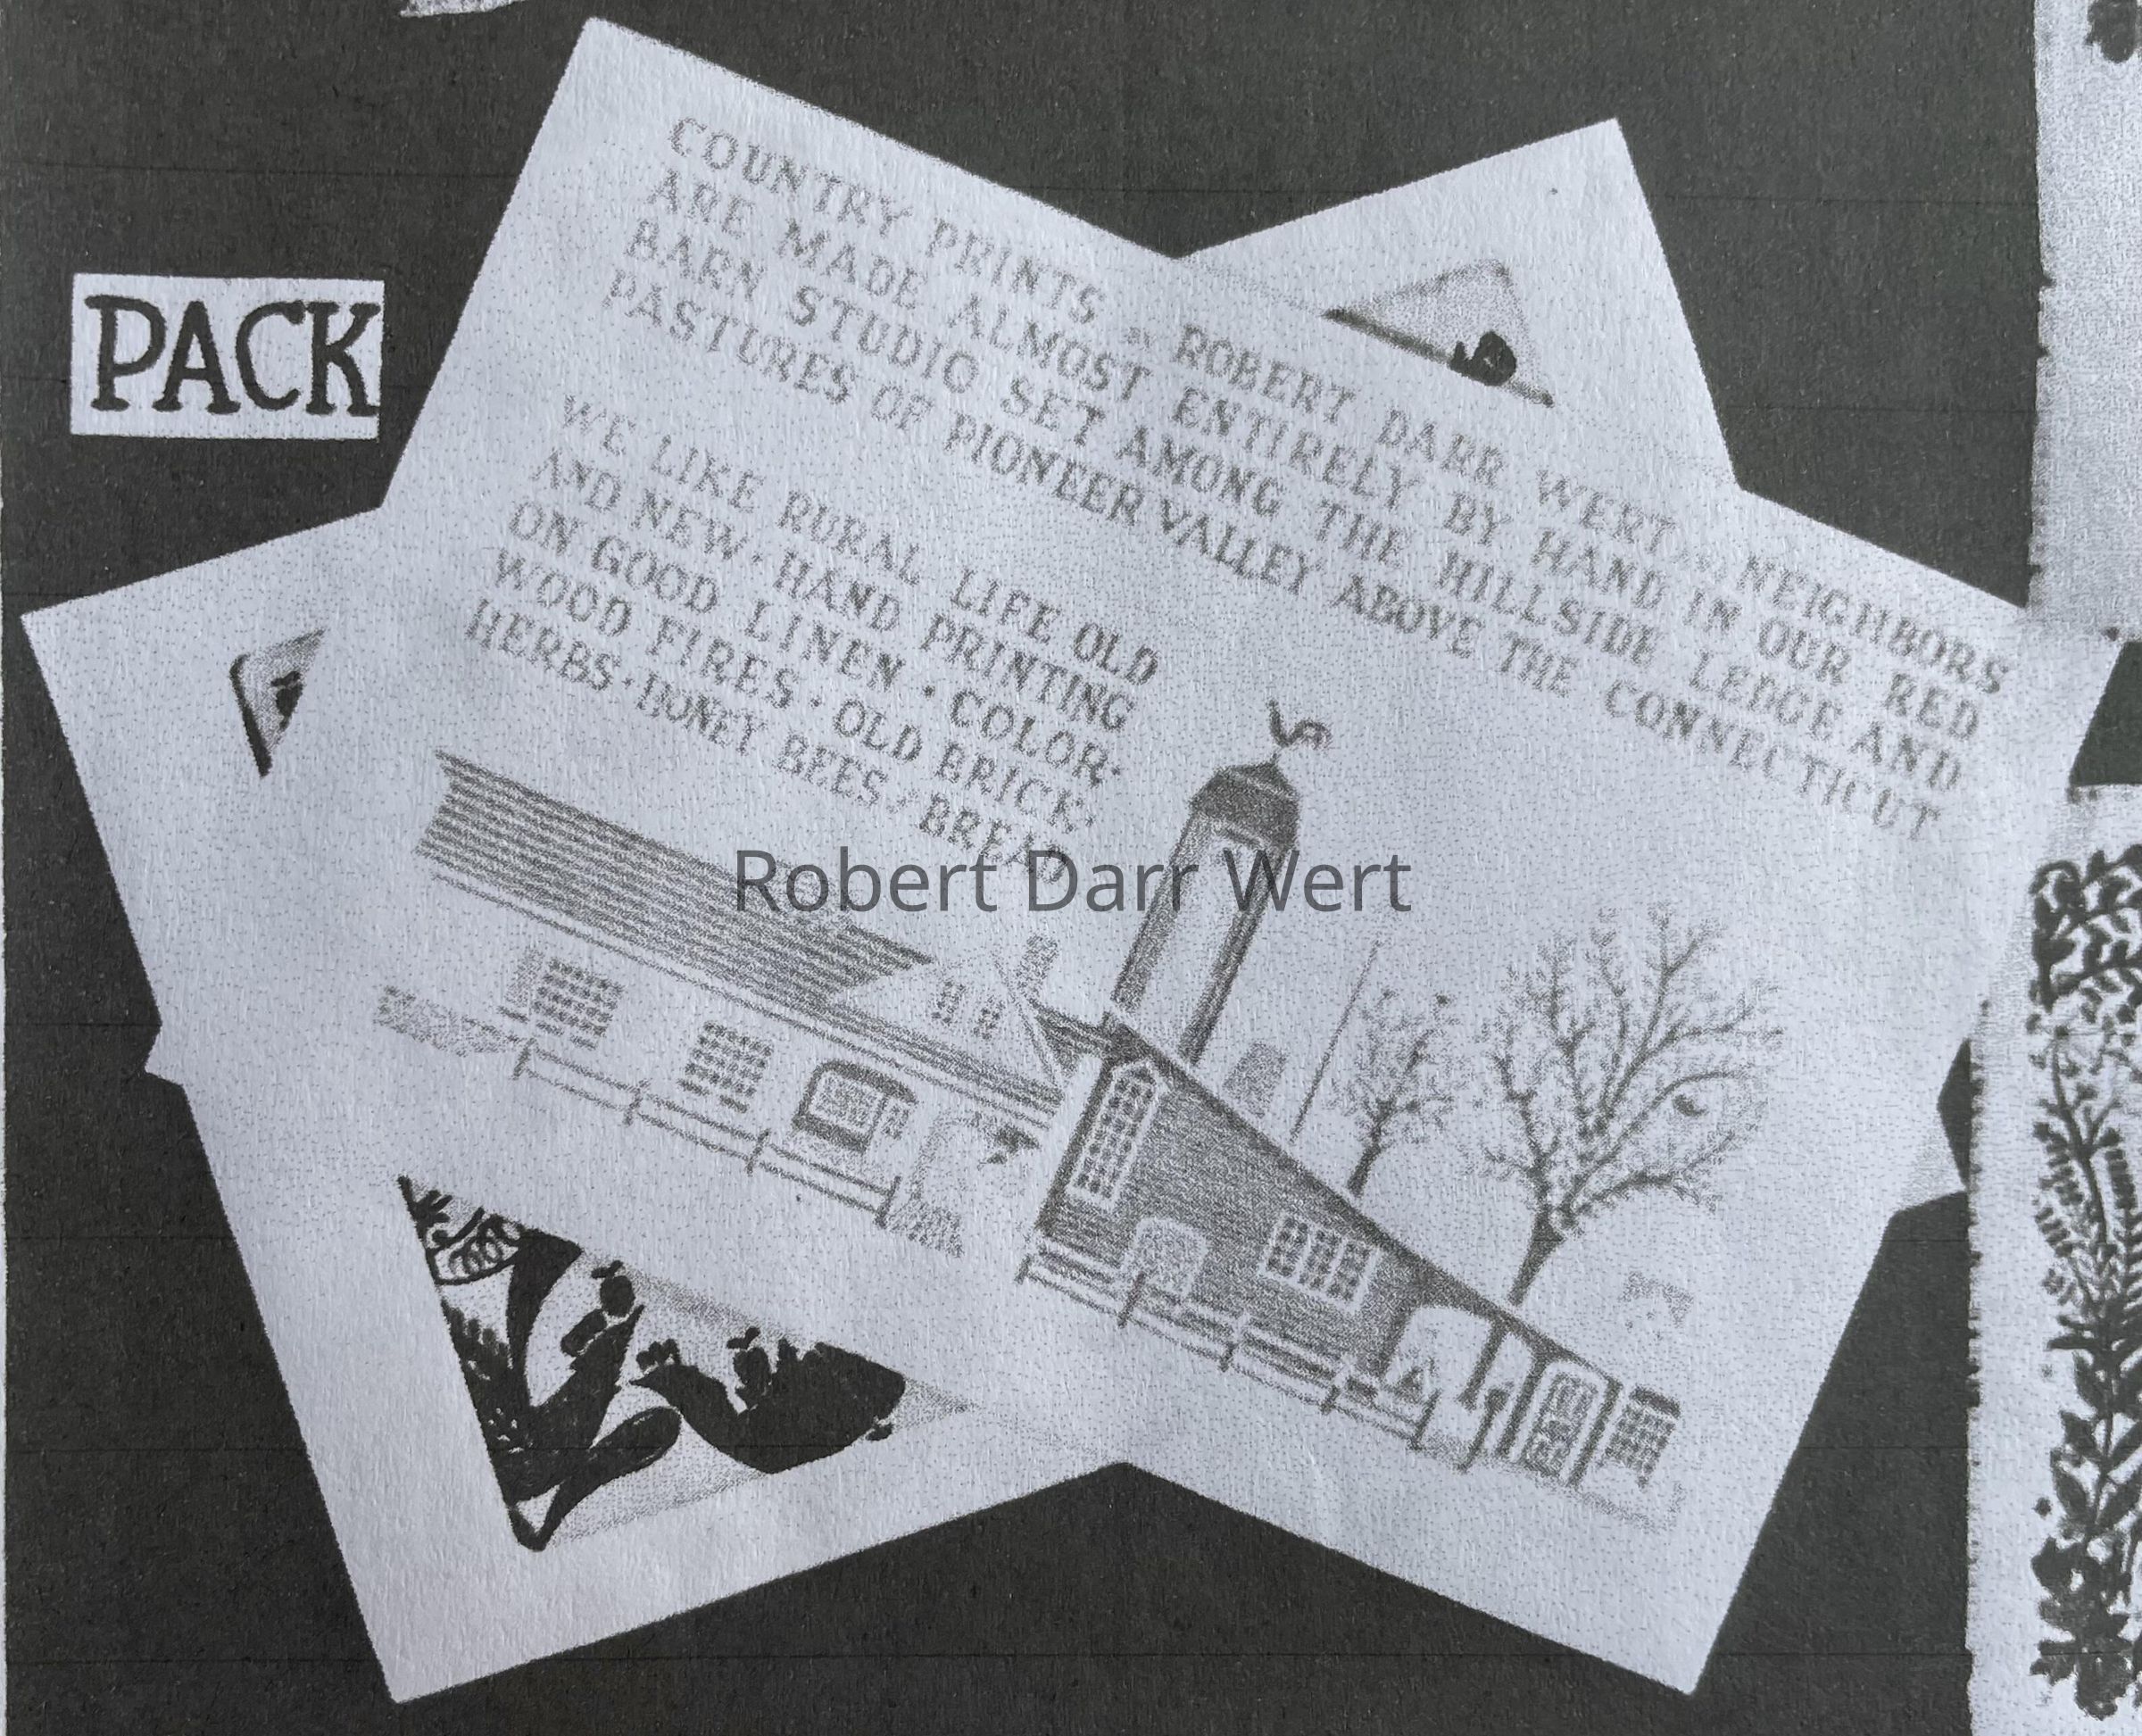 PACK
COUNTRY PRINTS by ROBERT DARR WERT & NEIGHBORS
ARE MADE ALMOST ENTIRELY BY HAND IN OUR RED
BARN STUDIO SET AMONG THE HILLSIDE LEDGE AND
PASTURES OF PIONEER VALLEY ABOVE THE CONNECTICUT
WE LIKE RURAL LIFE OLD
AND NEW · HAND PRINTING
ON GOOD LINEN · COLOR ·
WOOD FIRES · OLD BRICK ·
HERBS · HONEY BEES · BREAD
Robert Darr Wert